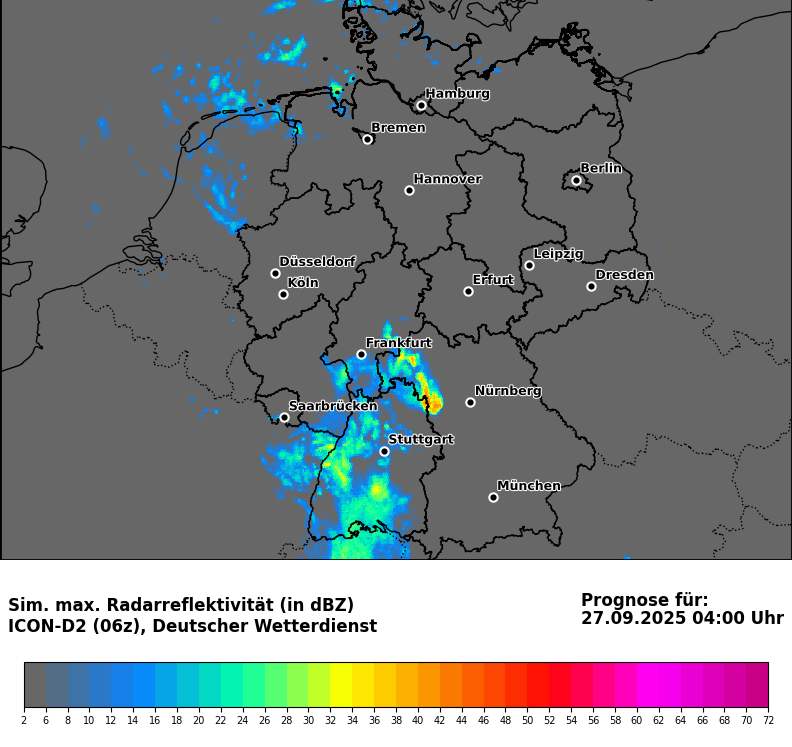 Hamburg
Bremen
Berlin
Hannover
Leipzig
Düsseldorf
Dresden
Köln
Erfurt
Frankfurt
Nürnberg
Saarbrücken
Stuttgart
München
Sim. max. Radarreflektivität (in dBZ)
ICON-D2 (06z), Deutscher Wetterdienst
Prognose für:
27.09.2025 04:00 Uhr
2 6 8 10 12 14 16 18 20 22 24 26 28 30 32 34 36 38 40 42 44 46 48 50 52 54 56 58 60 62 64 66 68 70 72